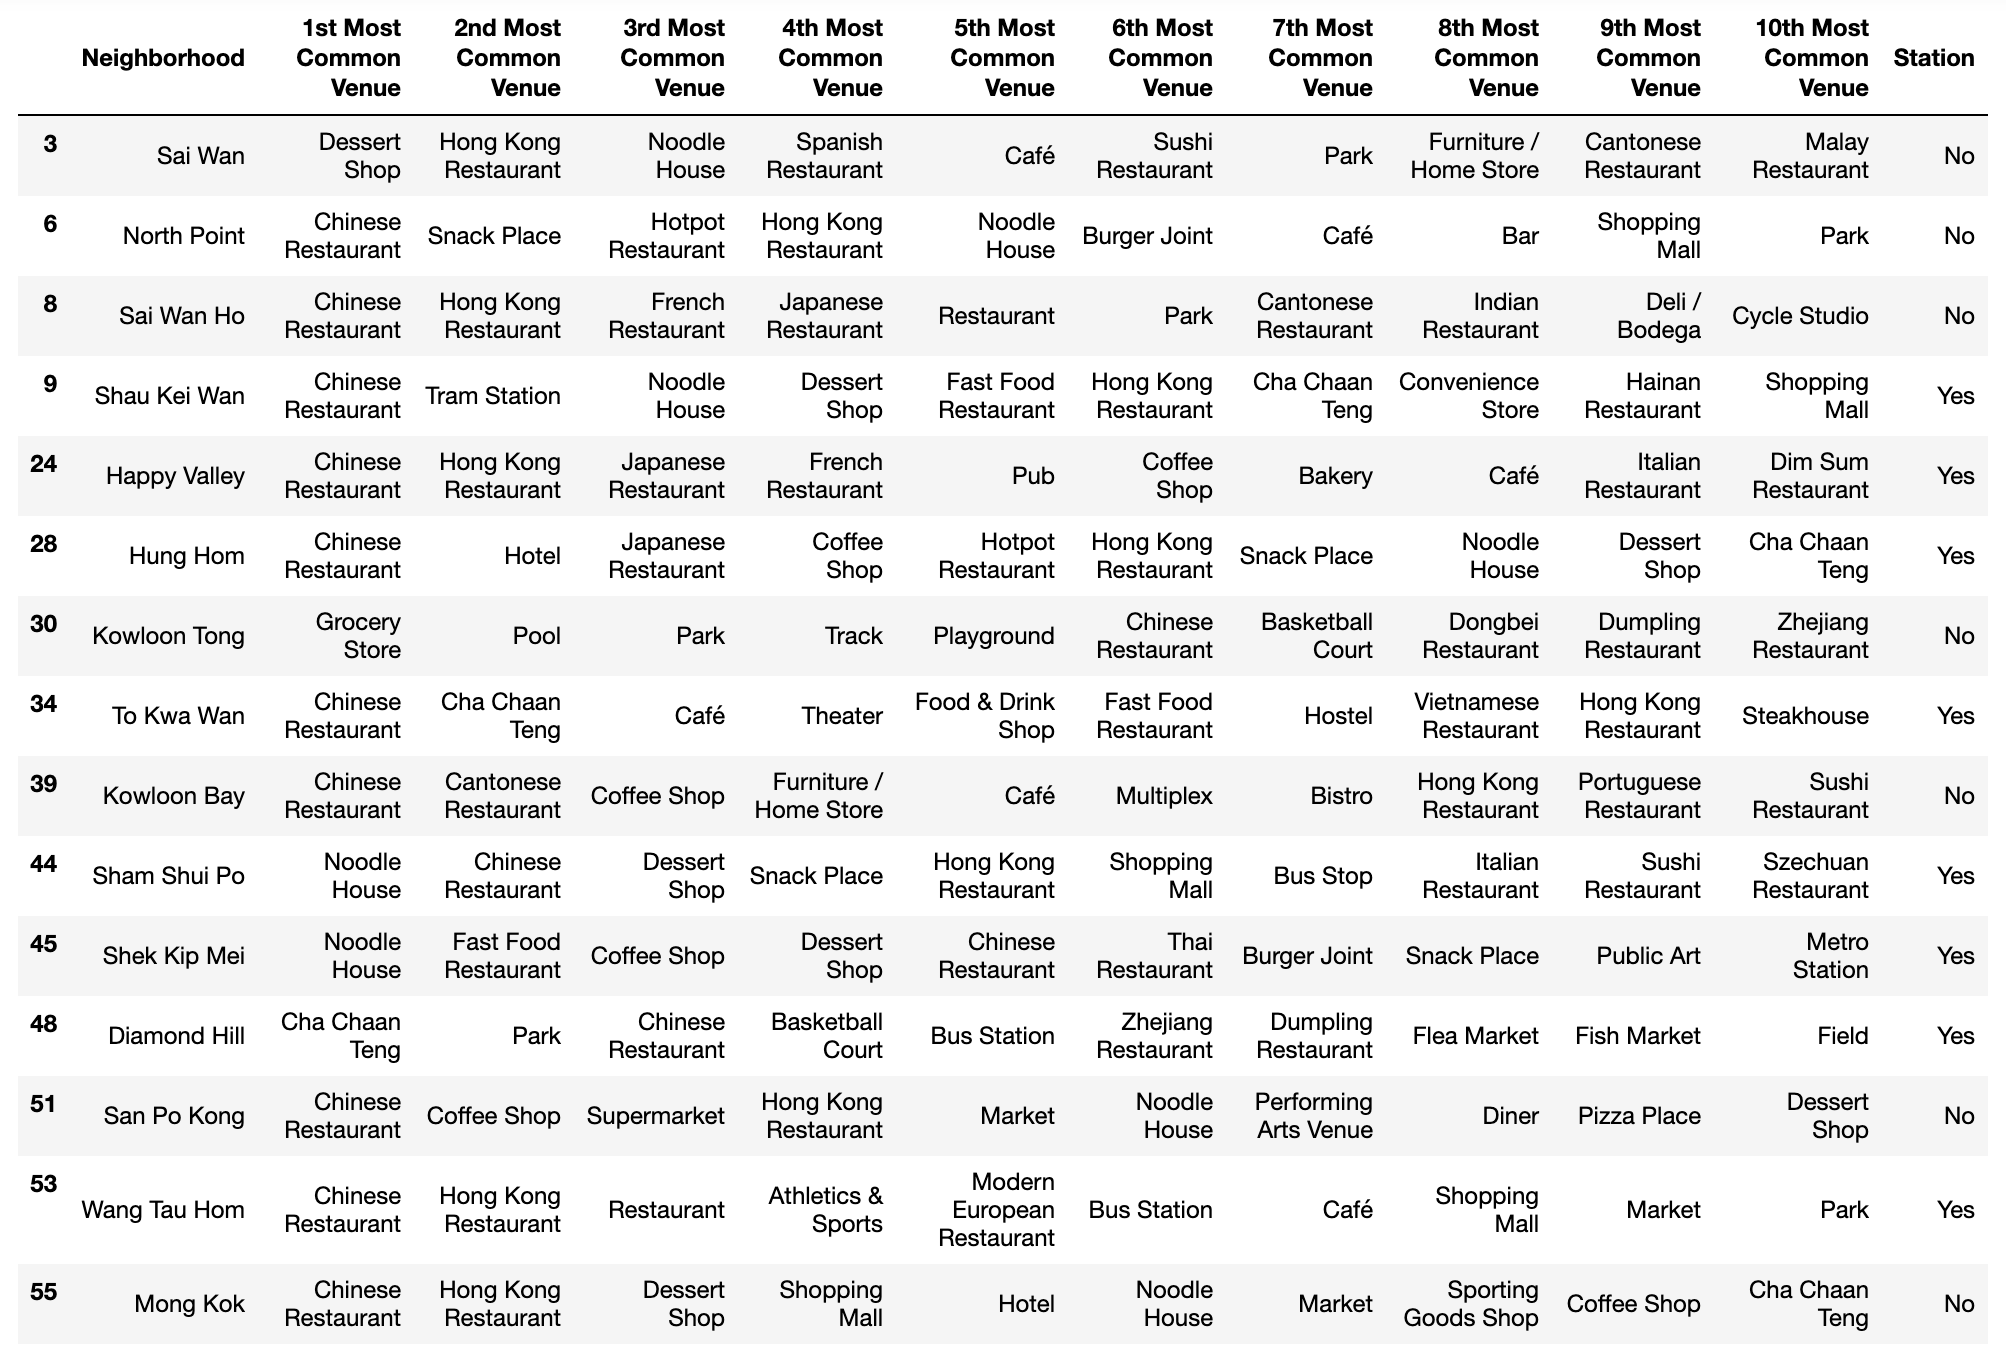 Neighborhood 1st Most Common Venue 2nd Most Common Venue 3rd Most Common Venue 4th Most Common Venue 5th Most Common Venue 6th Most Common Venue 7th Most Common Venue 8th Most Common Venue 9th Most Common Venue 10th Most Common Venue Station
3 Sai Wan Dessert Shop Hong Kong Restaurant Noodle House Spanish Restaurant Café Sushi Restaurant Park Furniture / Home Store Cantonese Restaurant Malay Restaurant No
6 North Point Chinese Restaurant Snack Place Hotpot Restaurant Hong Kong Restaurant Noodle House Burger Joint Café Bar Shopping Mall Park No
8 Sai Wan Ho Chinese Restaurant Hong Kong Restaurant French Restaurant Japanese Restaurant Restaurant Park Cantonese Restaurant Indian Restaurant Deli / Bodega Cycle Studio No
9 Shau Kei Wan Chinese Restaurant Tram Station Noodle House Dessert Shop Fast Food Restaurant Hong Kong Restaurant Cha Chaan Teng Convenience Store Hainan Restaurant Shopping Mall Yes
24 Happy Valley Chinese Restaurant Hong Kong Restaurant Japanese Restaurant French Restaurant Pub Coffee Shop Bakery Café Italian Restaurant Dim Sum Restaurant Yes
28 Hung Hom Chinese Restaurant Hotel Japanese Restaurant Coffee Shop Hotpot Restaurant Hong Kong Restaurant Snack Place Noodle House Dessert Shop Cha Chaan Teng Yes
30 Kowloon Tong Grocery Store Pool Park Track Playground Chinese Restaurant Basketball Court Dongbei Restaurant Dumpling Restaurant Zhejiang Restaurant No
34 To Kwa Wan Chinese Restaurant Cha Chaan Teng Café Theater Food & Drink Shop Fast Food Restaurant Hostel Vietnamese Restaurant Hong Kong Restaurant Steakhouse Yes
39 Kowloon Bay Chinese Restaurant Cantonese Restaurant Coffee Shop Furniture / Home Store Café Multiplex Bistro Hong Kong Restaurant Portuguese Restaurant Sushi Restaurant No
44 Sham Shui Po Noodle House Chinese Restaurant Dessert Shop Snack Place Hong Kong Restaurant Shopping Mall Bus Stop Italian Restaurant Sushi Restaurant Szechuan Restaurant Yes
45 Shek Kip Mei Noodle House Fast Food Restaurant Coffee Shop Dessert Shop Chinese Restaurant Thai Restaurant Burger Joint Snack Place Public Art Metro Station Yes
48 Diamond Hill Cha Chaan Teng Park Chinese Restaurant Basketball Court Bus Station Zhejiang Restaurant Dumpling Restaurant Flea Market Fish Market Field Yes
51 San Po Kong Chinese Restaurant Coffee Shop Supermarket Hong Kong Restaurant Market Noodle House Performing Arts Venue Diner Pizza Place Dessert Shop No
53 Wang Tau Hom Chinese Restaurant Hong Kong Restaurant Restaurant Athletics & Sports Modern European Restaurant Bus Station Café Shopping Mall Market Park Yes
55 Mong Kok Chinese Restaurant Hong Kong Restaurant Dessert Shop Shopping Mall Hotel Noodle House Market Sporting Goods Shop Coffee Shop Cha Chaan Teng No